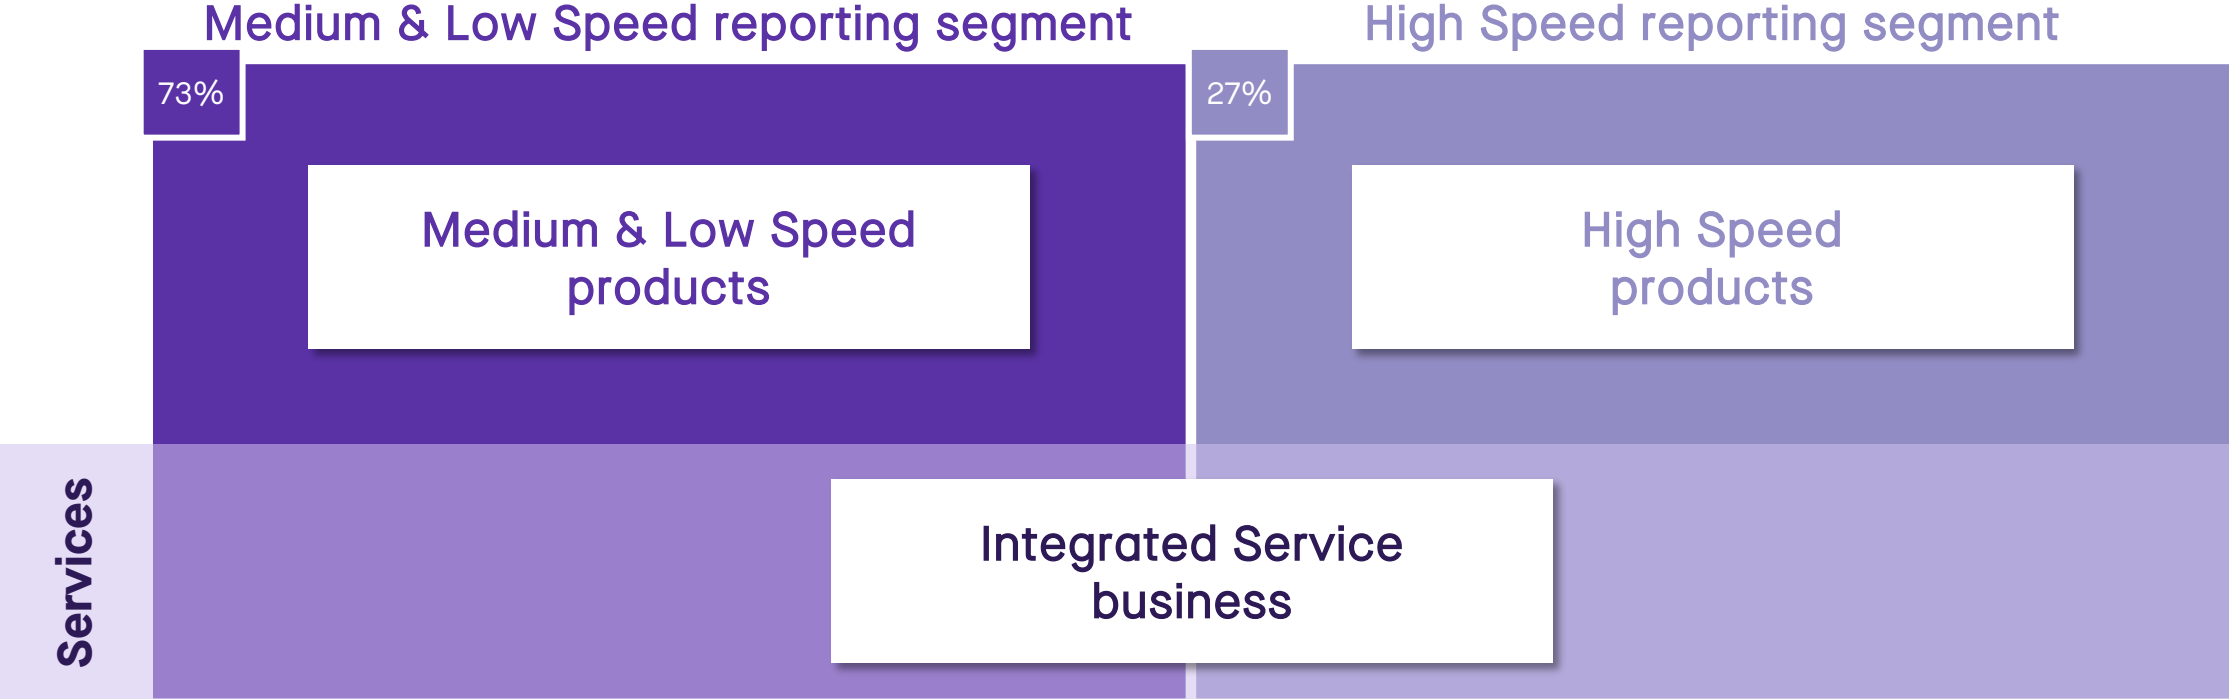 Medium & Low Speed reporting segment
High Speed reporting segment
73%
27%
Medium & Low Speed
products
High Speed
products
Services
Integrated Service
business